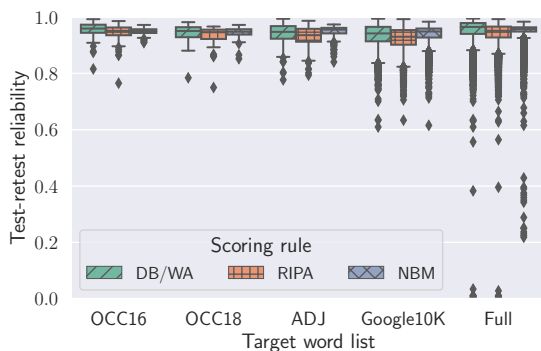 Test-retest reliability
1.0
0.8
0.6
0.4
0.2
0.0
Scoring rule
DB/WA RIPA NBM
OCC16 OCC18 ADJ Google10K Full
Target word list